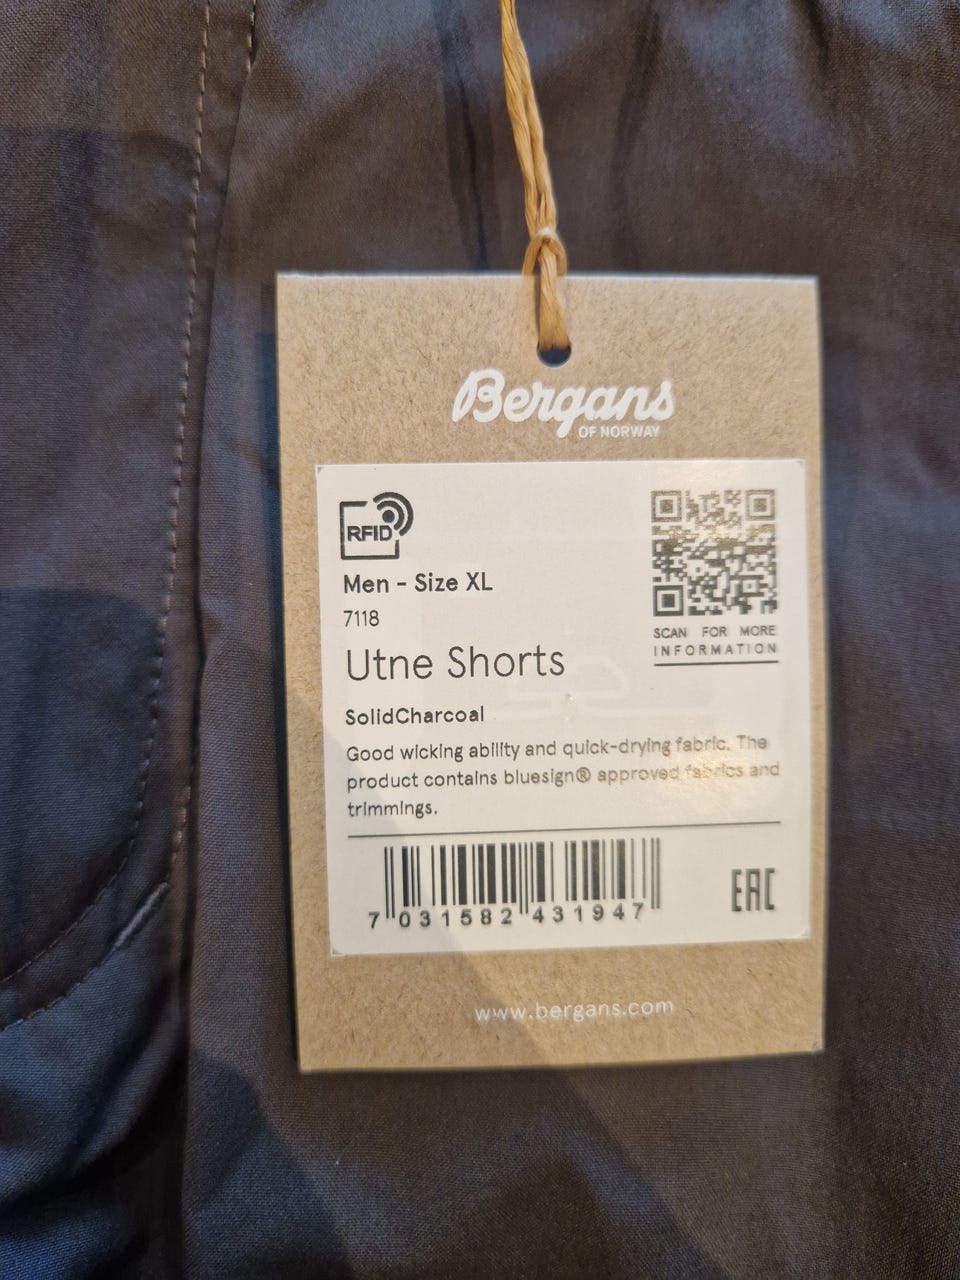 Bergans
OF NORWAY
RFID
Men - Size XL
7118
Utne Shorts
SolidCharcoal
Good wicking ability and quick-drying fabric. The
product contains bluesign® approved fabrics and
trimmings.
SCAN FOR MORE
INFORMATION
7 031582 431947
EAC
www.bergans.com